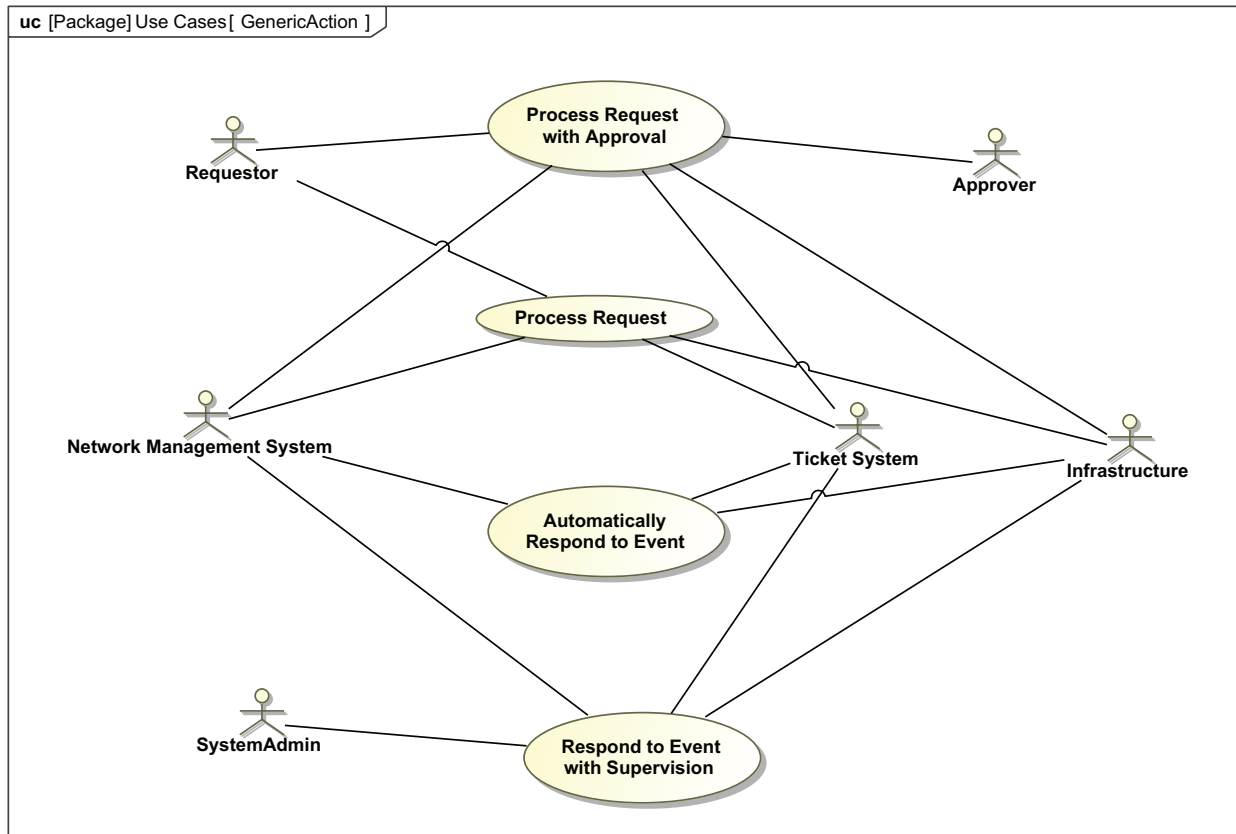 uc [Package] Use Cases [ GenericAction ]
Process Request
with Approval
Requestor
Approver
Process Request
Network Management System
Ticket System
Infrastructure
Automatically
Respond to Event
SystemAdmin
Respond to Event
with Supervision